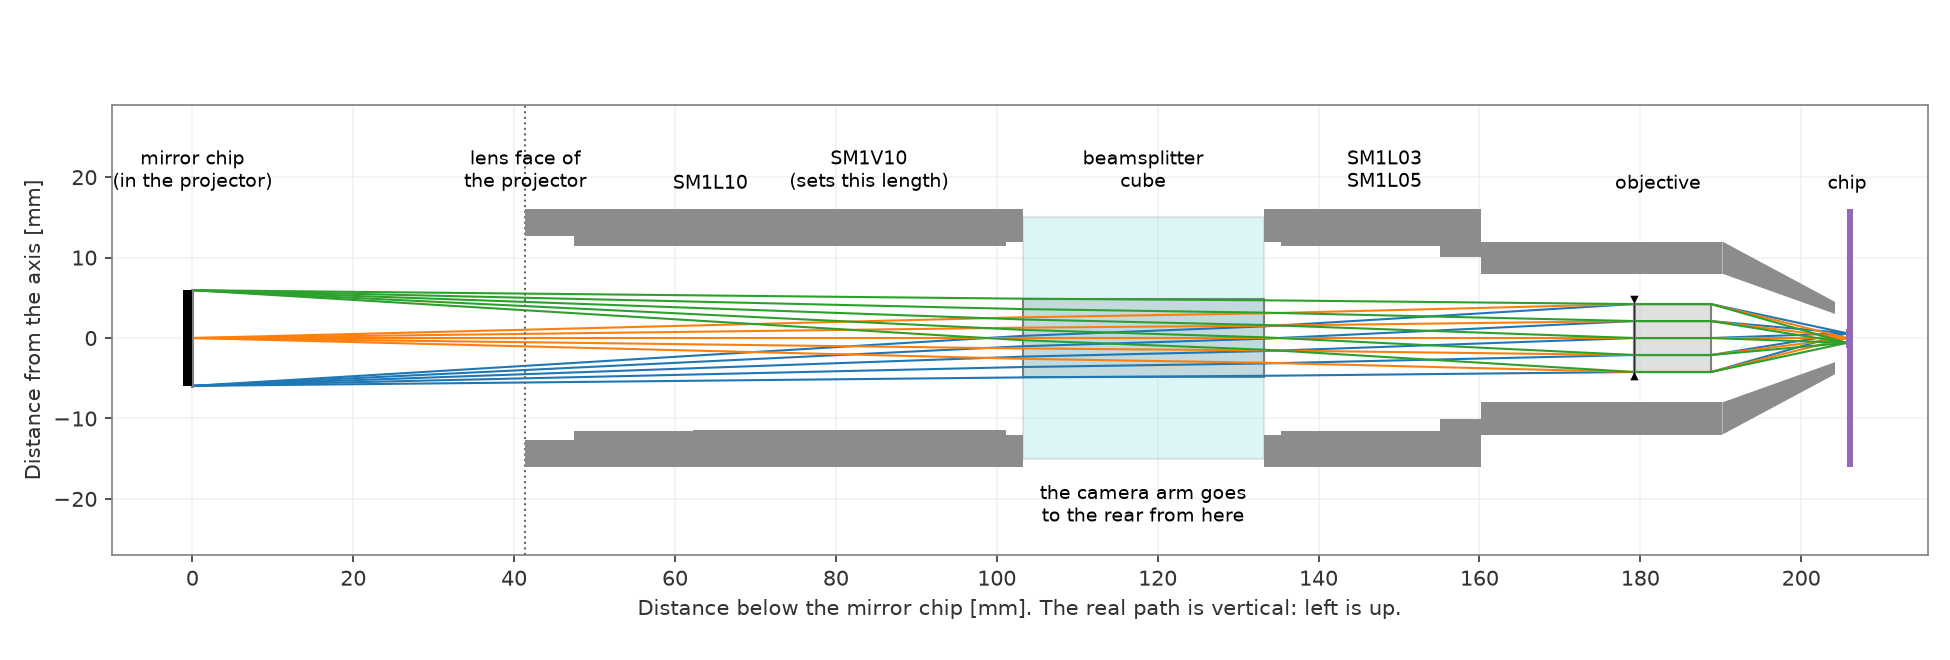 mirror chip
(in the projector)
lens face of
the projector
SM1L10
SM1V10
(sets this length)
beamsplitter
cube
SM1L03
SM1L05
objective
chip
the camera arm goes
to the rear from here
Distance from the axis [mm]
20
10
0
−10
−20
0
20
40
60
80
100
120
140
160
180
200
Distance below the mirror chip [mm]. The real path is vertical: left is up.